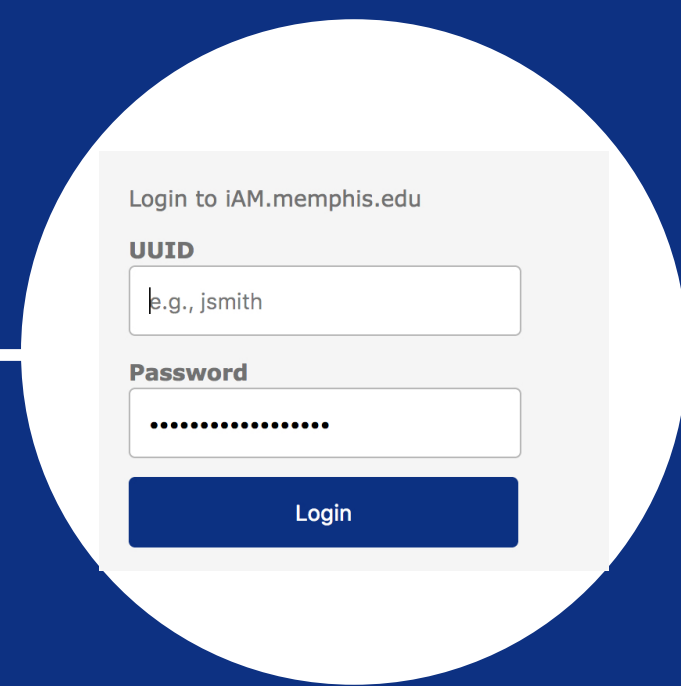 Login to iAM.memphis.edu
UUID
e.g., jsmith
Password
••••••••••••••••••
Login